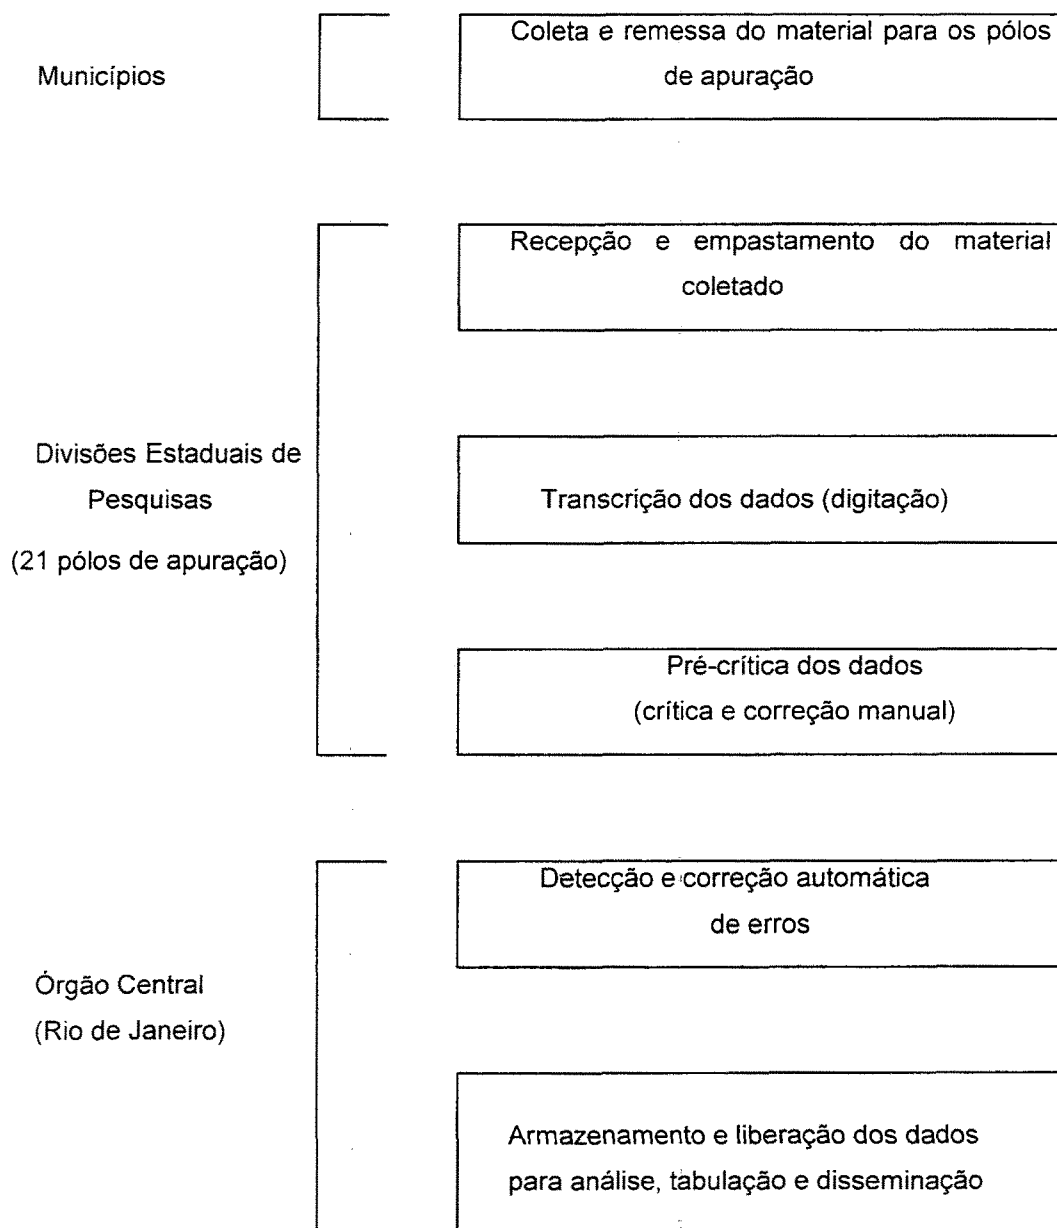 Municípios
Coleta e remessa do material para os pólos
de apuração
Recepção e empastamento do material
coletado
Divisões Estaduais de
Pesquisas
(21 pólos de apuração)
Transcrição dos dados (digitação)
Pré-crítica dos dados
(crítica e correção manual)
Órgão Central
(Rio de Janeiro)
Detecção e correção automática
de erros
Armazenamento e liberação dos dados
para análise, tabulação e disseminação